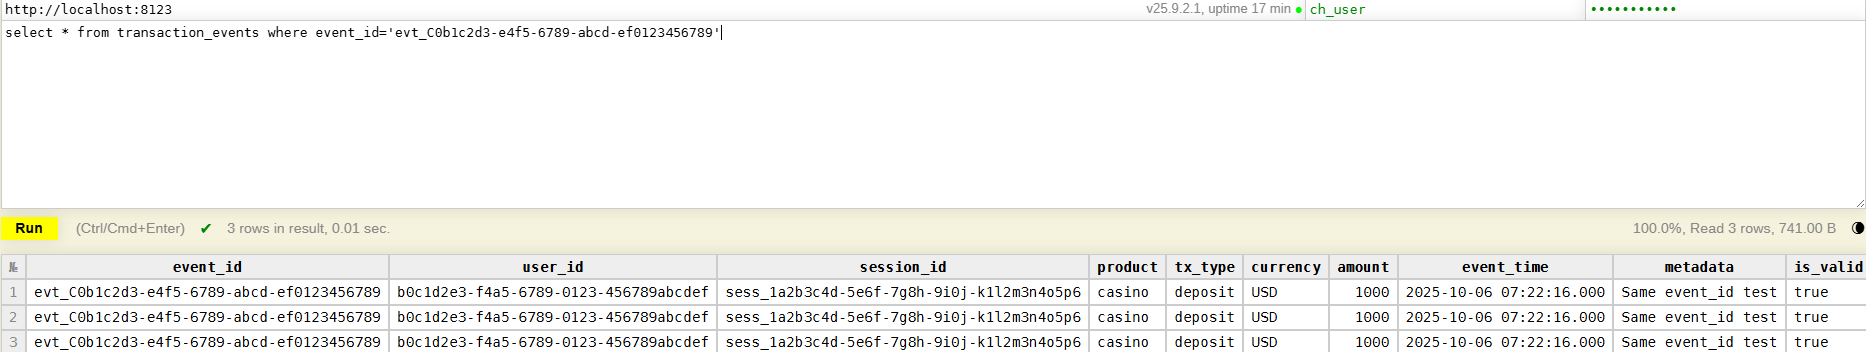 http://localhost:8123 v25.9.2.1, uptime 17 min ch_user •••••••••••
select * from transaction_events where event_id='evt_C0b1c2d3-e4f5-6789-abcd-ef0123456789'
Run (Ctrl/Cmd+Enter) ✔ 3 rows in result, 0.01 sec. 100.0%, Read 3 rows, 741.00 B
№ event_id user_id session_id product tx_type currency amount event_time metadata is_valid
1 evt_C0b1c2d3-e4f5-6789-abcd-ef0123456789 b0c1d2e3-f4a5-6789-0123-456789abcdef sess_1a2b3c4d-5e6f-7g8h-9i0j-k1l2m3n4o5p6 casino deposit USD 1000 2025-10-06 07:22:16.000 Same event_id test true
2 evt_C0b1c2d3-e4f5-6789-abcd-ef0123456789 b0c1d2e3-f4a5-6789-0123-456789abcdef sess_1a2b3c4d-5e6f-7g8h-9i0j-k1l2m3n4o5p6 casino deposit USD 1000 2025-10-06 07:22:16.000 Same event_id test true
3 evt_C0b1c2d3-e4f5-6789-abcd-ef0123456789 b0c1d2e3-f4a5-6789-0123-456789abcdef sess_1a2b3c4d-5e6f-7g8h-9i0j-k1l2m3n4o5p6 casino deposit USD 1000 2025-10-06 07:22:16.000 Same event_id test true